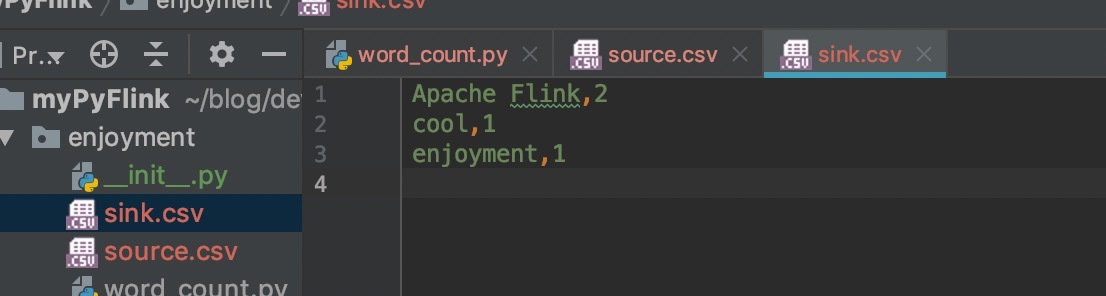 enjoyment
sink.csv
Pr...
word_count.py
source.csv
sink.csv
myPyFlink ~/blog/de
enjoyment
__init__.py
sink.csv
source.csv
word_count.py
1 Apache Flink,2
2 cool,1
3 enjoyment,1
4